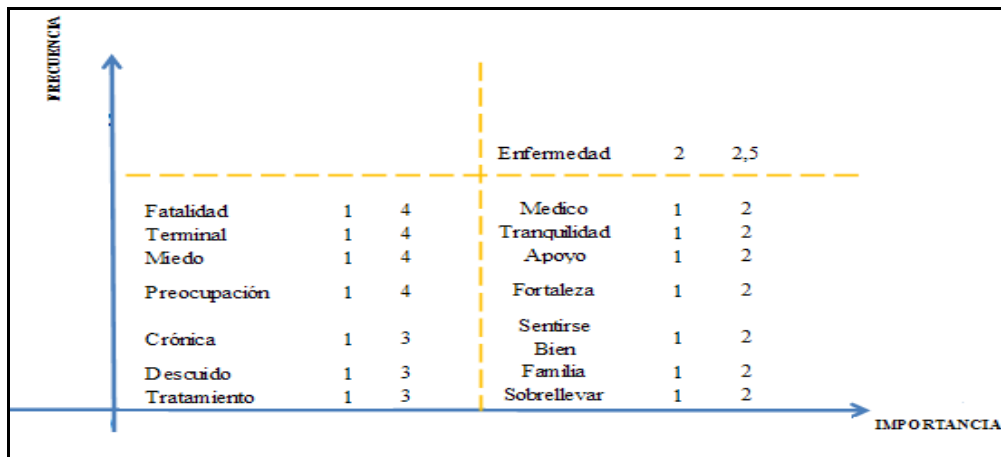 FRECUENCIA
Enfermedad 2 2,5
Fatalidad 1 4
Terminal 1 4
Miedo 1 4
Preocupación 1 4
Crónica 1 3
Descuido 1 3
Tratamiento 1 3
Medico 1 2
Tranquilidad 1 2
Apoyo 1 2
Fortaleza 1 2
Sentirse
Bien 1 2
Familia 1 2
Sobrellevar 1 2
IMPORTANCIA